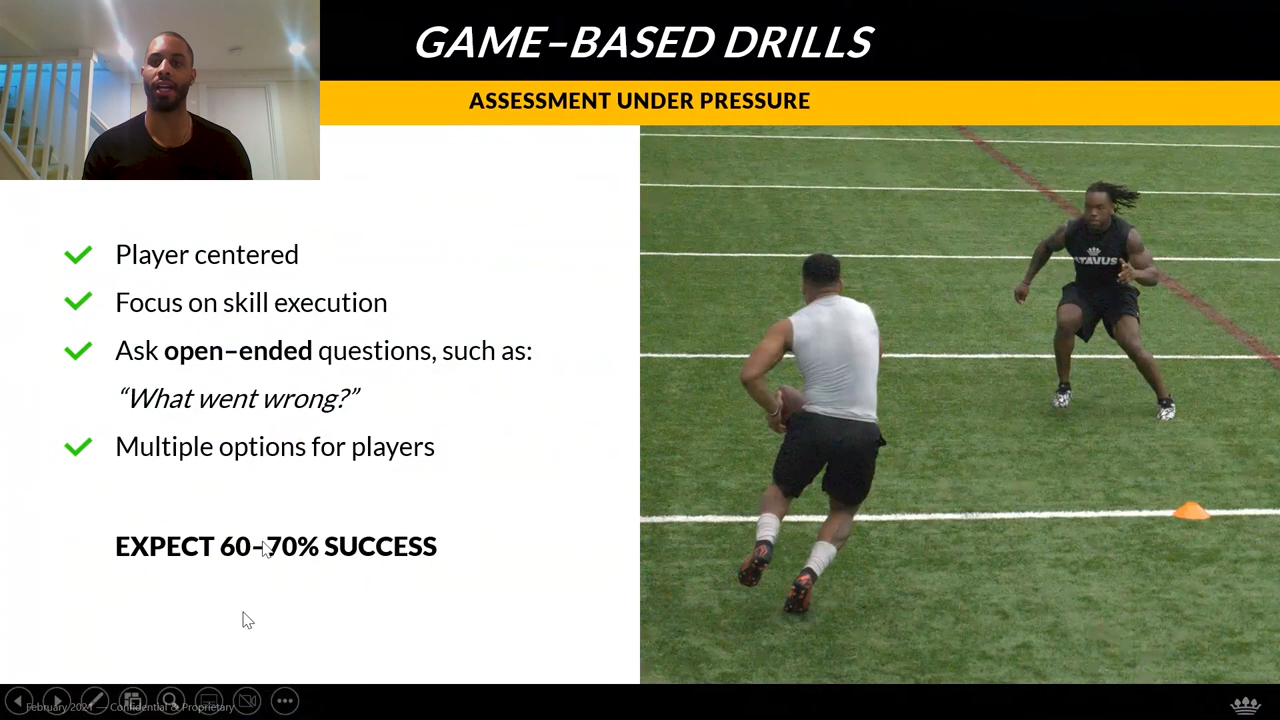 GAME–BASED DRILLS
ASSESSMENT UNDER PRESSURE
Player centered
Focus on skill execution
Ask open–ended questions, such as:
“What went wrong?”
Multiple options for players
EXPECT 60–70% SUCCESS
ATAVUS
February 2021 — Confidential & Proprietary